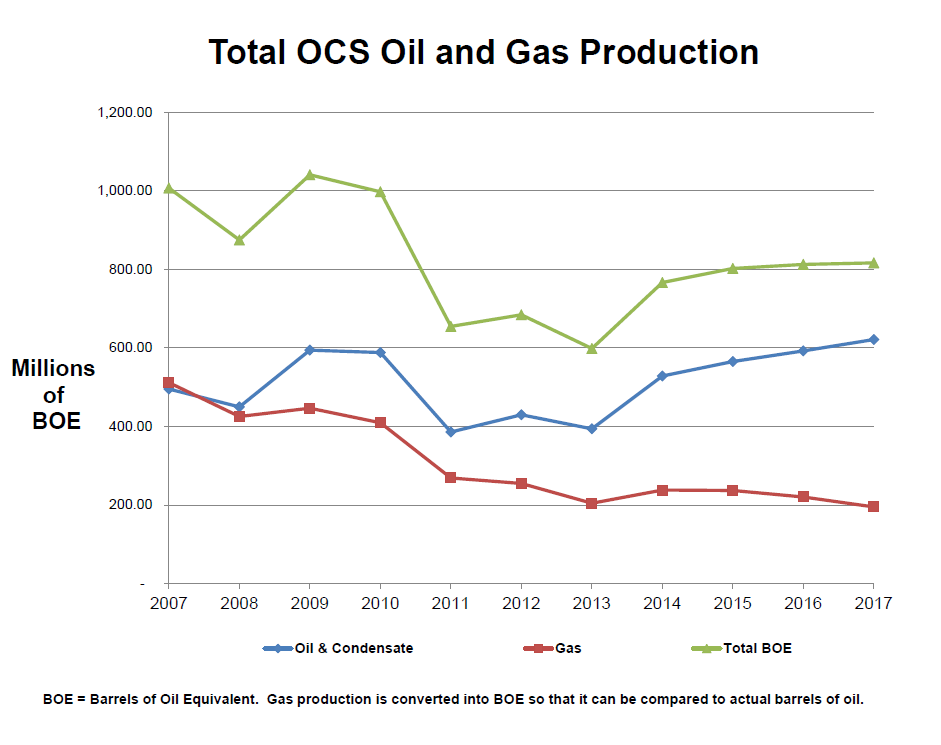 Total OCS Oil and Gas Production
1,200.00
1,000.00
800.00
600.00
400.00
200.00
-
Millions
of
BOE
2007 2008 2009 2010 2011 2012 2013 2014 2015 2016 2017
Oil & Condensate Gas Total BOE
BOE = Barrels of Oil Equivalent.  Gas production is converted into BOE so that it can be compared to actual barrels of oil.